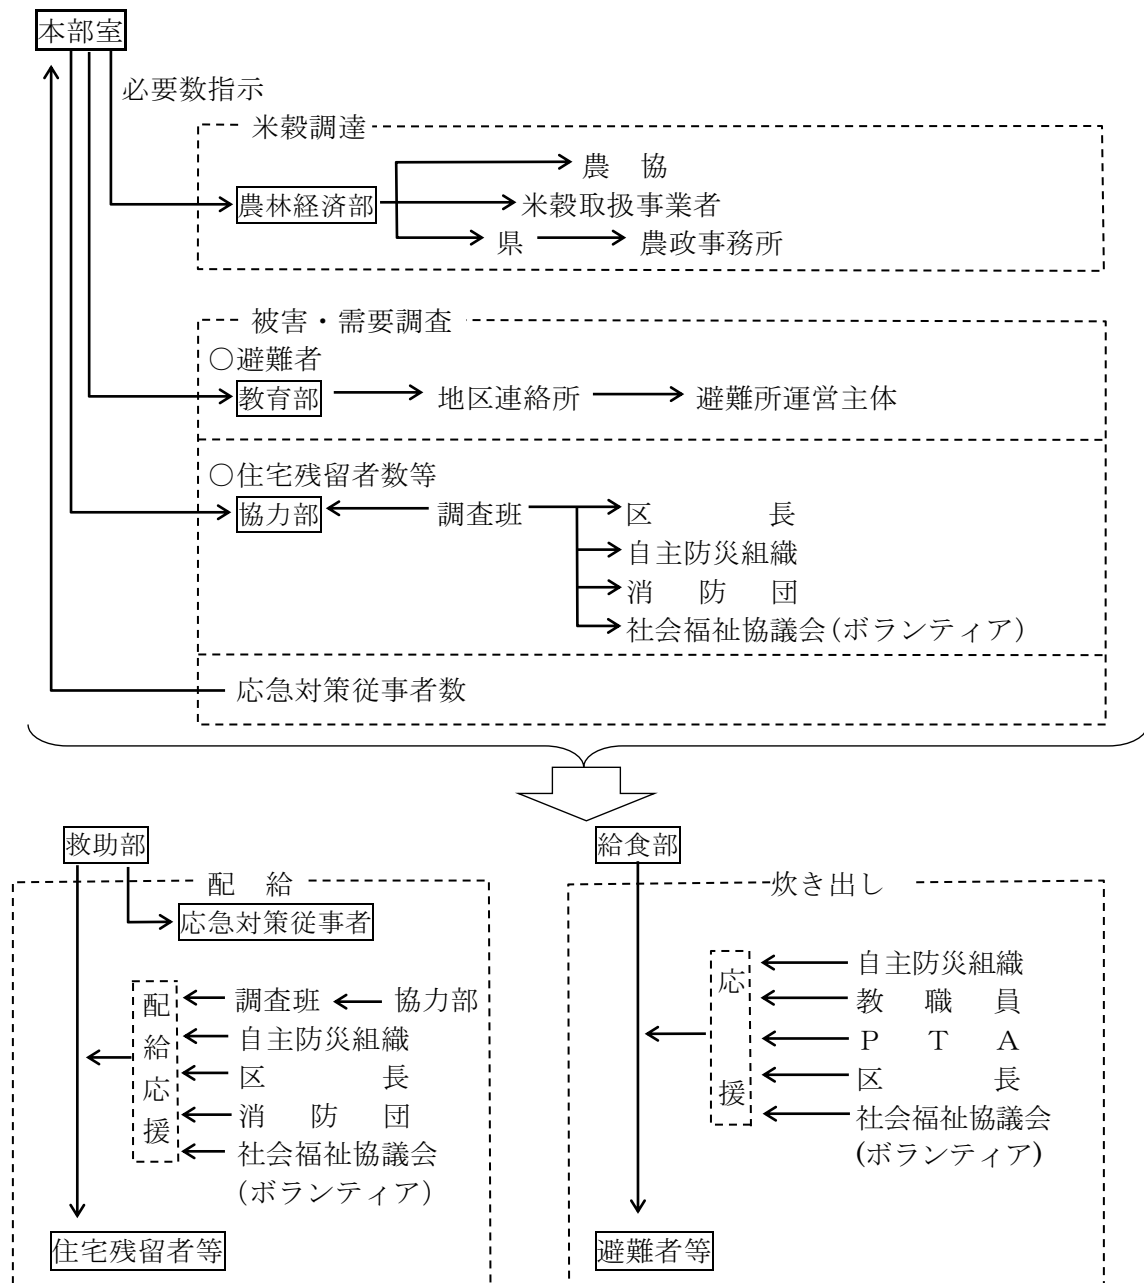 本部室
必要数指示
米穀調達
農　協
農林経済部
米穀取扱事業者
県
農政事務所
被害・需要調査
○避難者
教育部
地区連絡所
避難所運営主体
○住宅残留者数等
協力部
調査班
区　　　　長
自主防災組織
消　防　団
社会福祉協議会(ボランティア)
応急対策従事者数
救助部
配　給
応急対策従事者
配給応援
調査班
協力部
自主防災組織
区　　　　長
消　防　団
社会福祉協議会
(ボランティア)
住宅残留者等
給食部
炊き出し
応援
自主防災組織
教　職　員
Ｐ　Ｔ　Ａ
区　　　　長
社会福祉協議会
(ボランティア)
避難者等